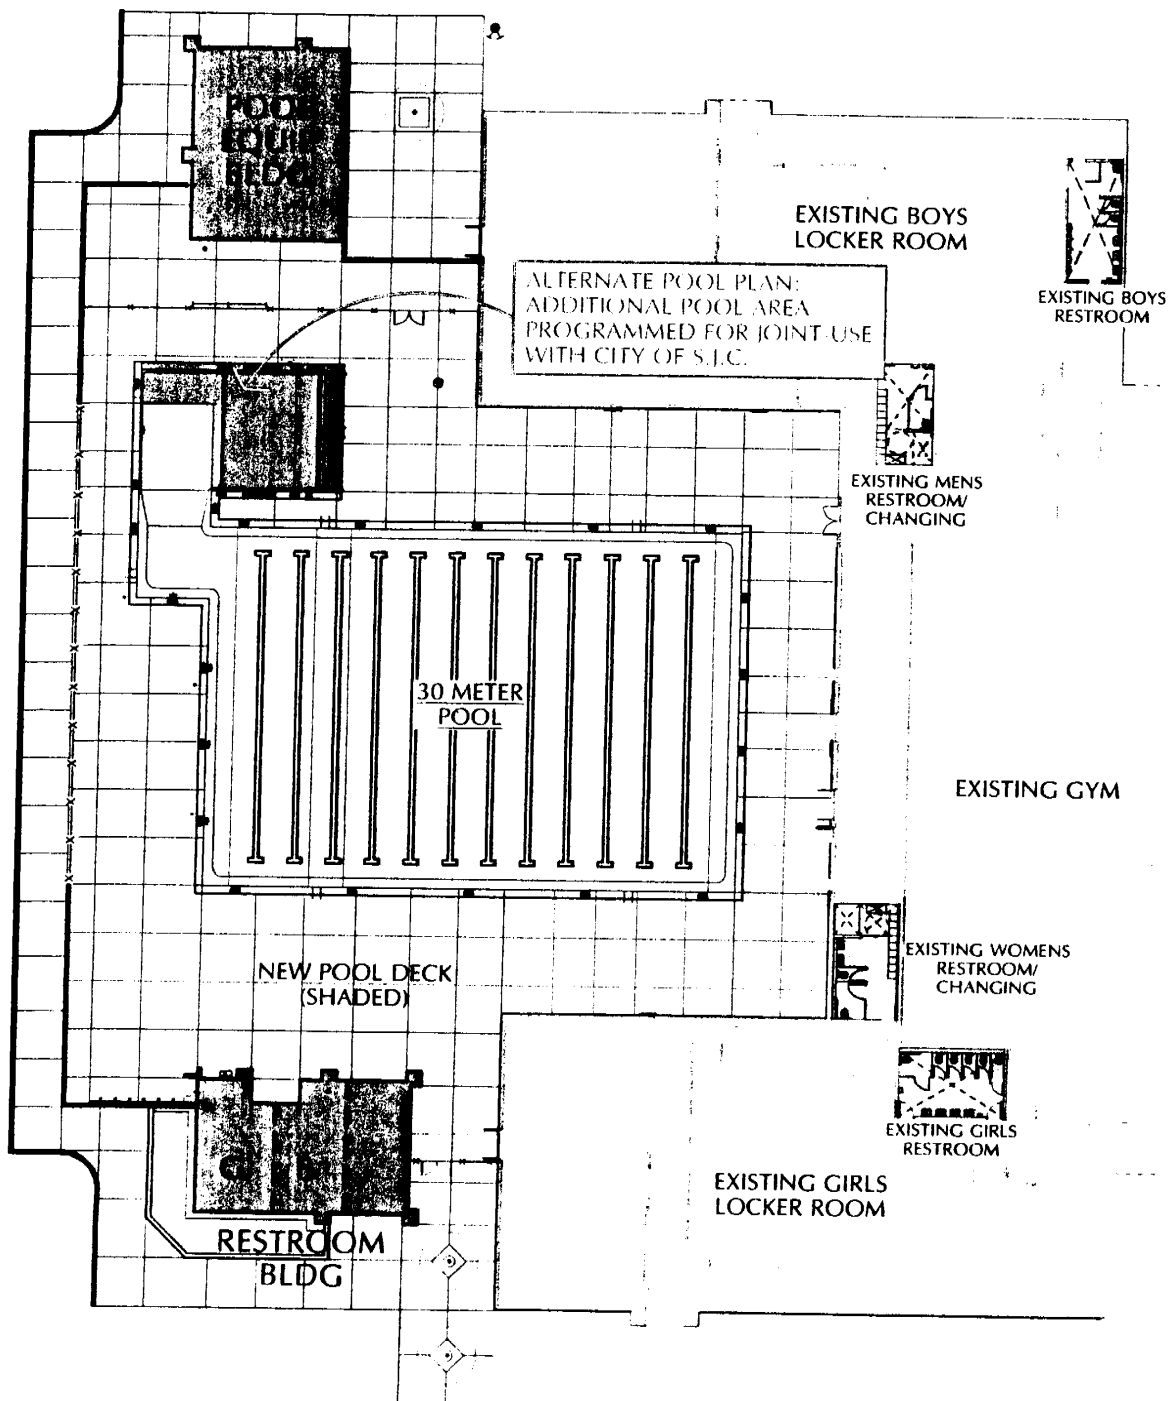 POOL
EQUIP
BLDG
EXISTING BOYS
LOCKER ROOM
EXISTING BOYS
RESTROOM
ALTERNATE POOL PLAN:
ADDITIONAL POOL AREA
PROGRAMMED FOR JOINT-USE
WITH CITY OF S.J.C.
EXISTING MENS
RESTROOM/
CHANGING
30 METER
POOL
EXISTING GYM
EXISTING WOMENS
RESTROOM/
CHANGING
NEW POOL DECK
(SHADED)
EXISTING GIRLS
RESTROOM
EXISTING GIRLS
LOCKER ROOM
RESTROOM
BLDG